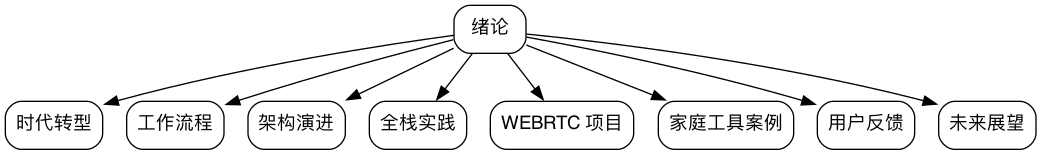 绪论
时代转型
工作流程
架构演进
全栈实践
WEBRTC 项目
家庭工具案例
用户反馈
未来展望